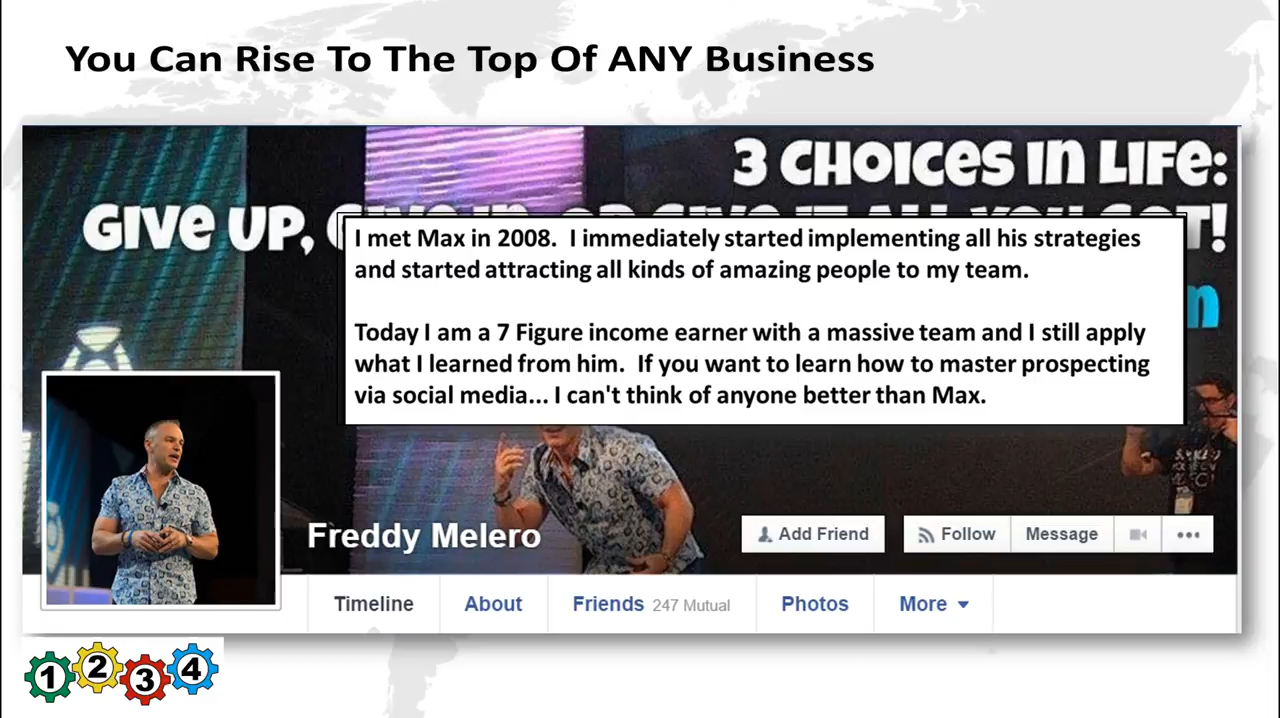 You Can Rise To The Top Of ANY Business
3 CHOICES IN LIFE:
GIVE UP,
I met Max in 2008.  I immediately started implementing all his strategies
and started attracting all kinds of amazing people to my team.
Today I am a 7 Figure income earner with a massive team and I still apply
what I learned from him.  If you want to learn how to master prospecting
via social media... I can't think of anyone better than Max.
Freddy Melero
Add Friend
Follow
Message
Timeline
About
Friends 247 Mutual
Photos
More
1 2 3 4